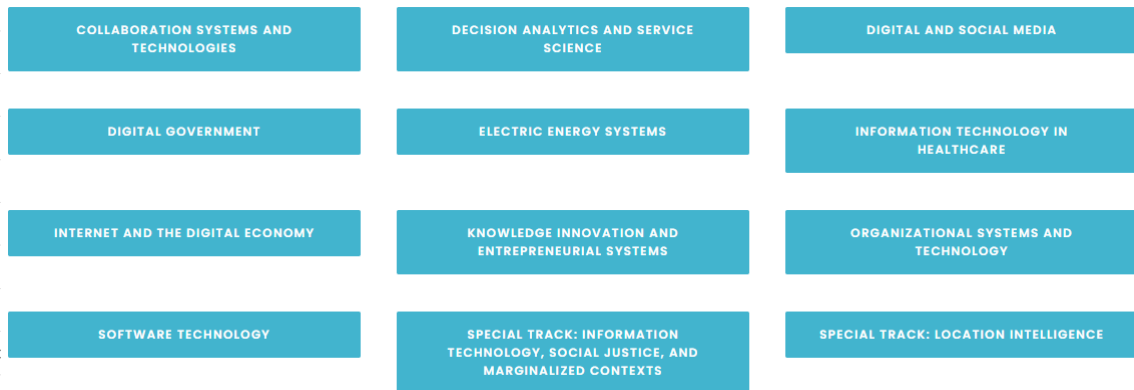 COLLABORATION SYSTEMS AND
TECHNOLOGIES
DECISION ANALYTICS AND SERVICE
SCIENCE
DIGITAL AND SOCIAL MEDIA
DIGITAL GOVERNMENT
ELECTRIC ENERGY SYSTEMS
INFORMATION TECHNOLOGY IN
HEALTHCARE
INTERNET AND THE DIGITAL ECONOMY
KNOWLEDGE INNOVATION AND
ENTREPRENEURIAL SYSTEMS
ORGANIZATIONAL SYSTEMS AND
TECHNOLOGY
SOFTWARE TECHNOLOGY
SPECIAL TRACK: INFORMATION
TECHNOLOGY, SOCIAL JUSTICE, AND
MARGINALIZED CONTEXTS
SPECIAL TRACK: LOCATION INTELLIGENCE